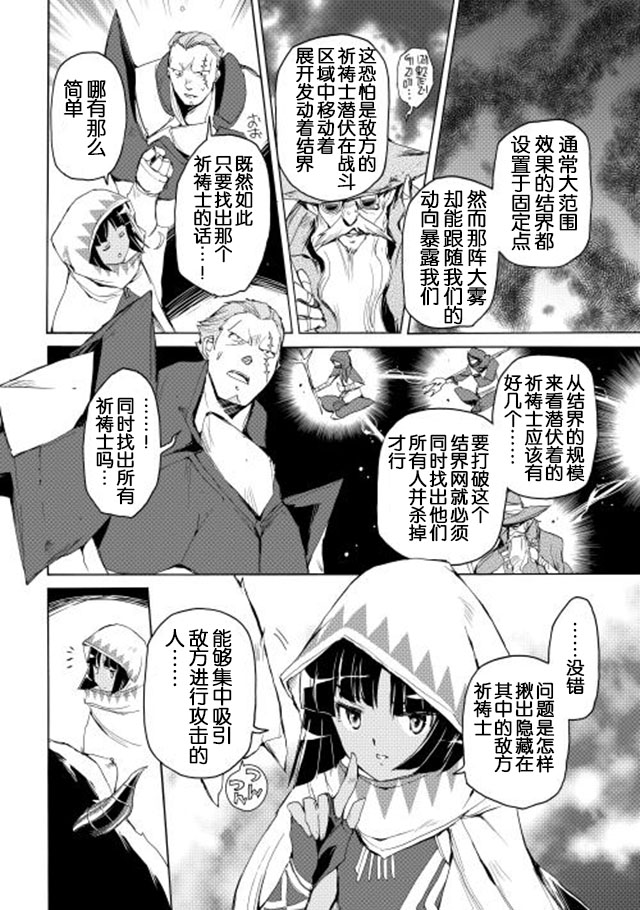 通常大范围
效果的结界都
设置于固定点
然而那阵大雾
却能跟随我们的
动向暴露我们
这恐怕是敌方的
祈祷士潜伏在战斗
区域中移动着
展开发动着结界
既然如此
只要找出那个
祈祷士的话…!
おお
哪有那么
简单
从结界的规模
来看潜伏着的
祈祷士应该有
好几个……
要打破这个
结界网就必须
同时找出他们
所有人并杀掉
才行
……!
同时找出所有
祈祷士吗…
……没错
问题是怎样
揪出隐藏在
其中的敌方
祈祷士
能够集中吸引
敌方进行攻击的
人……
つんつん